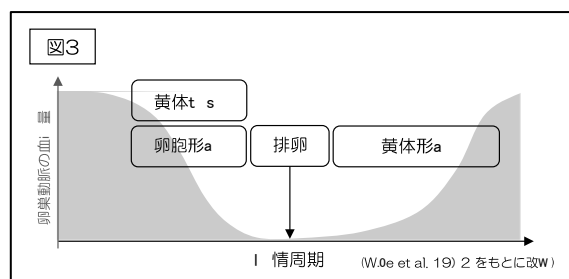 図3
黄体t s
卵胞形a
排卵
黄体形a
卵巣動脈の血i 量
I 情周期
(W.0e et al. 19) 2 をもとに改W)